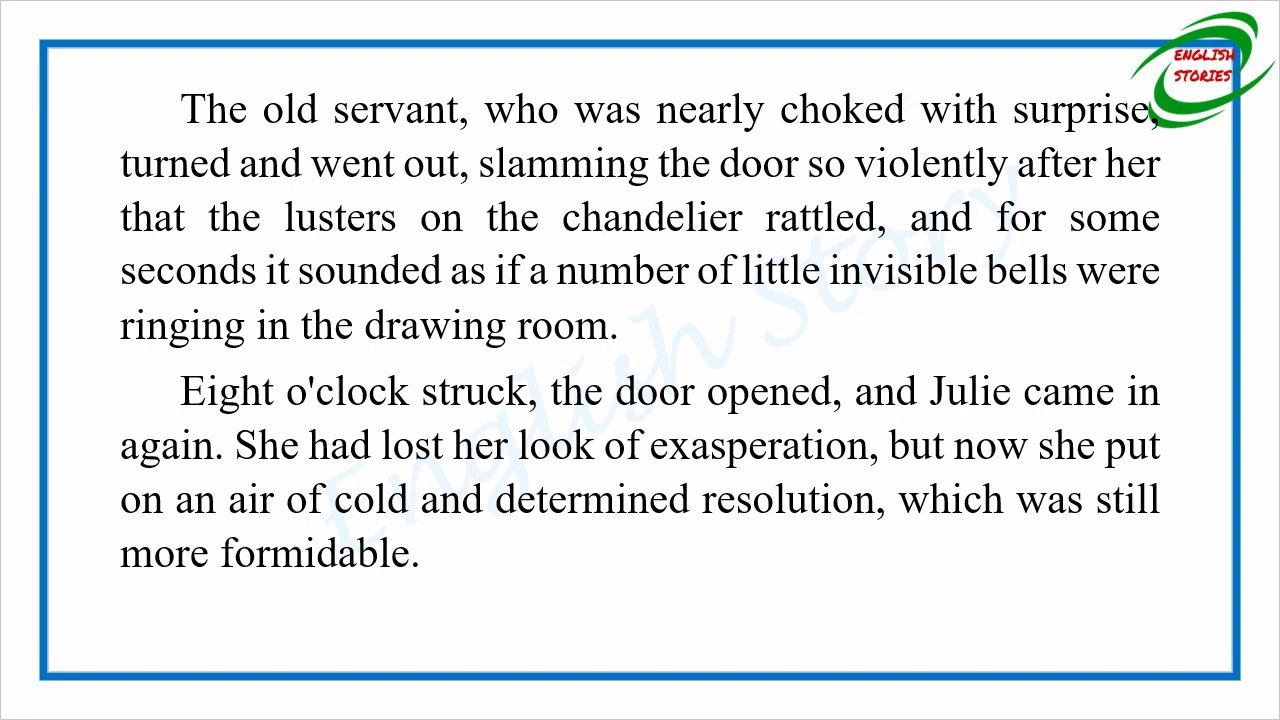 ENGLISH
STORIES
The old servant, who was nearly choked with surprise,
turned and went out, slamming the door so violently after her
that the lusters on the chandelier rattled, and for some
seconds it sounded as if a number of little invisible bells were
ringing in the drawing room.
Eight o'clock struck, the door opened, and Julie came in
again. She had lost her look of exasperation, but now she put
on an air of cold and determined resolution, which was still
more formidable.
English Story